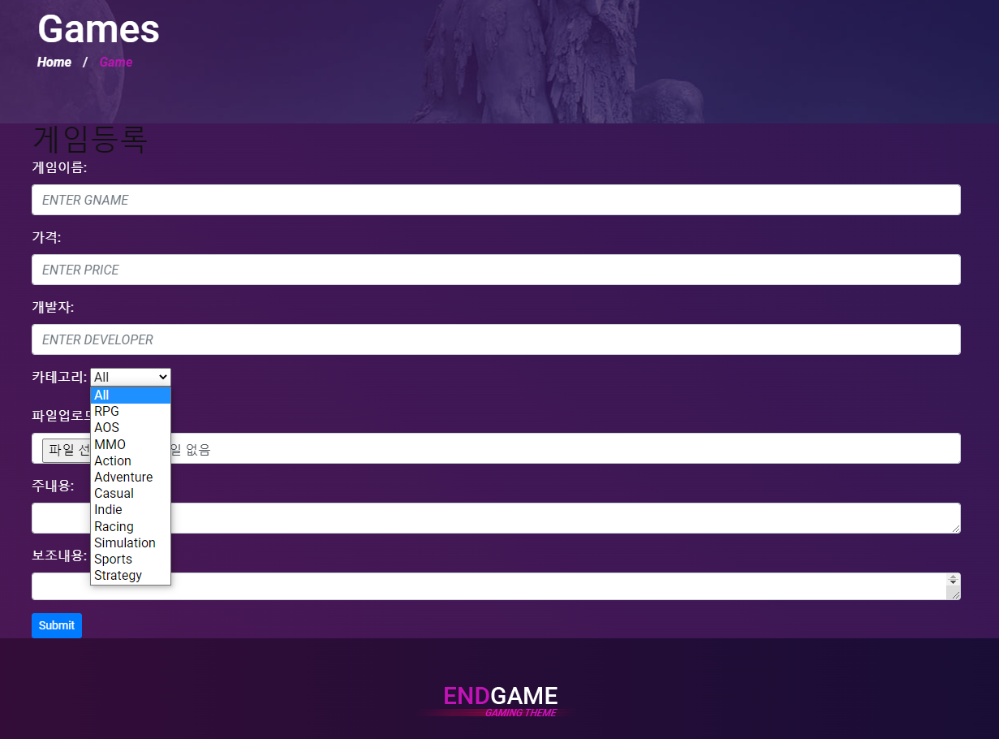 Games
Home / Game
게임등록
게임이름:
ENTER GNAME
가격:
ENTER PRICE
개발자:
ENTER DEVELOPER
카테고리: All
All
RPG
AOS
MMO
Action
Adventure
Casual
Indie
Racing
Simulation
Sports
Strategy
파일업로드
파일 선 일 없음
주내용:
보조내용:
Submit
ENDGAME
GAMING THEME